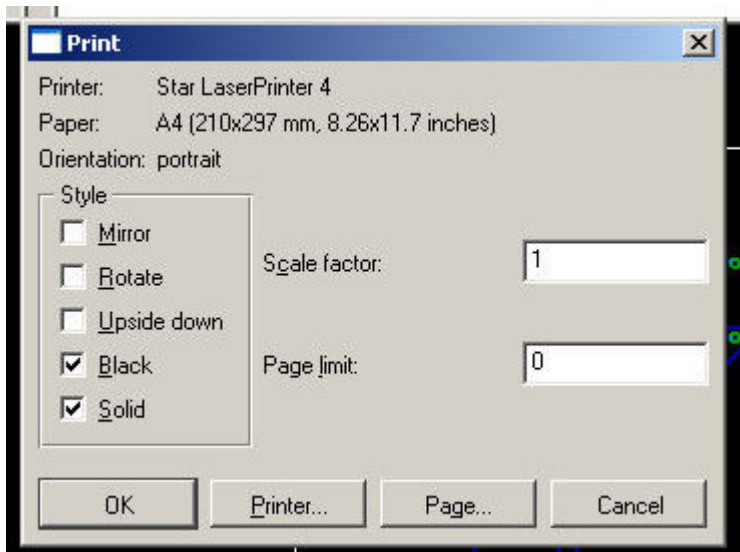 Print
Printer: Star LaserPrinter 4
Paper: A4 (210x297 mm, 8.26x11.7 inches)
Orientation: portrait
Style
Mirror
Rotate
Upside down
Black
Solid
Scale factor: 1
Page limit: 0
OK Printer... Page... Cancel